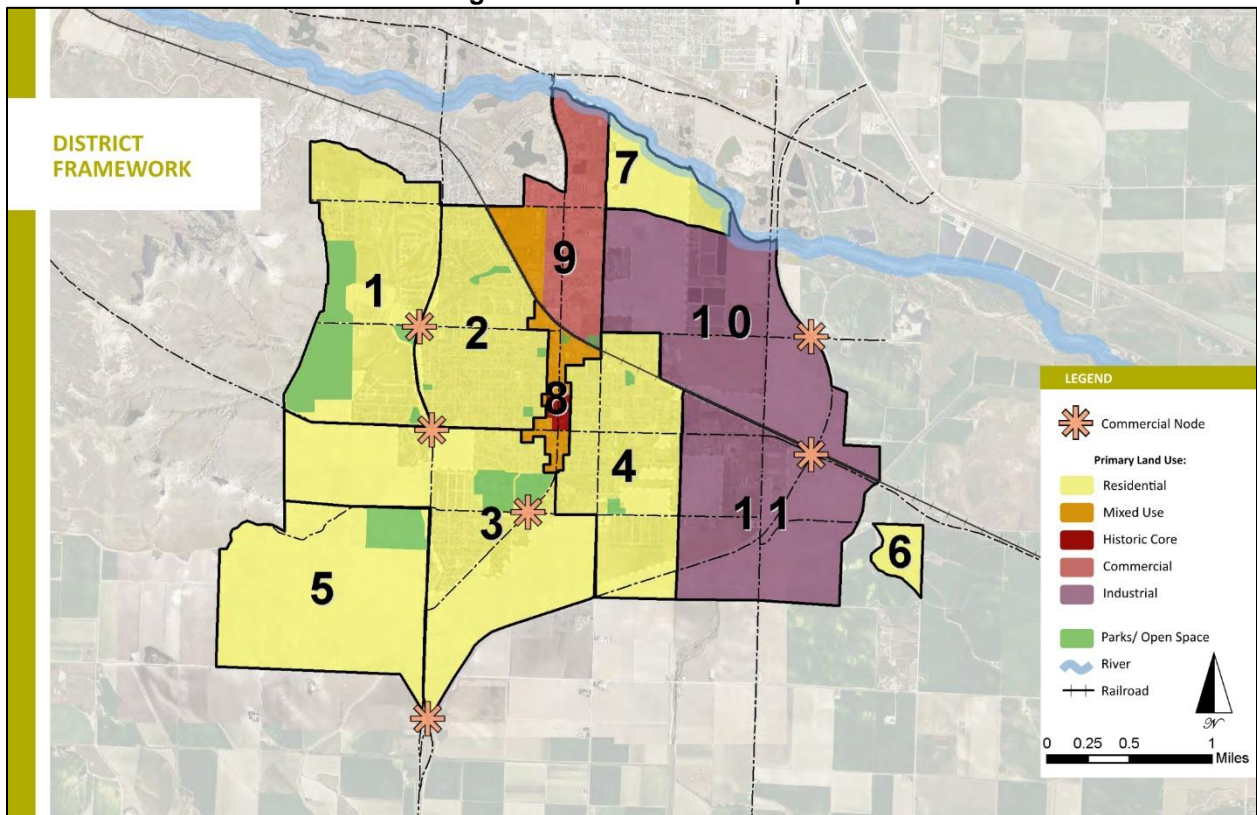 DISTRICT
FRAMEWORK
7
9
1
2
10
8
4
3
11
6
5
LEGEND
Commercial Node
Primary Land Use:
Residential
Mixed Use
Historic Core
Commercial
Industrial
Parks/ Open Space
River
Railroad
N
0 0.25 0.5 1
Miles